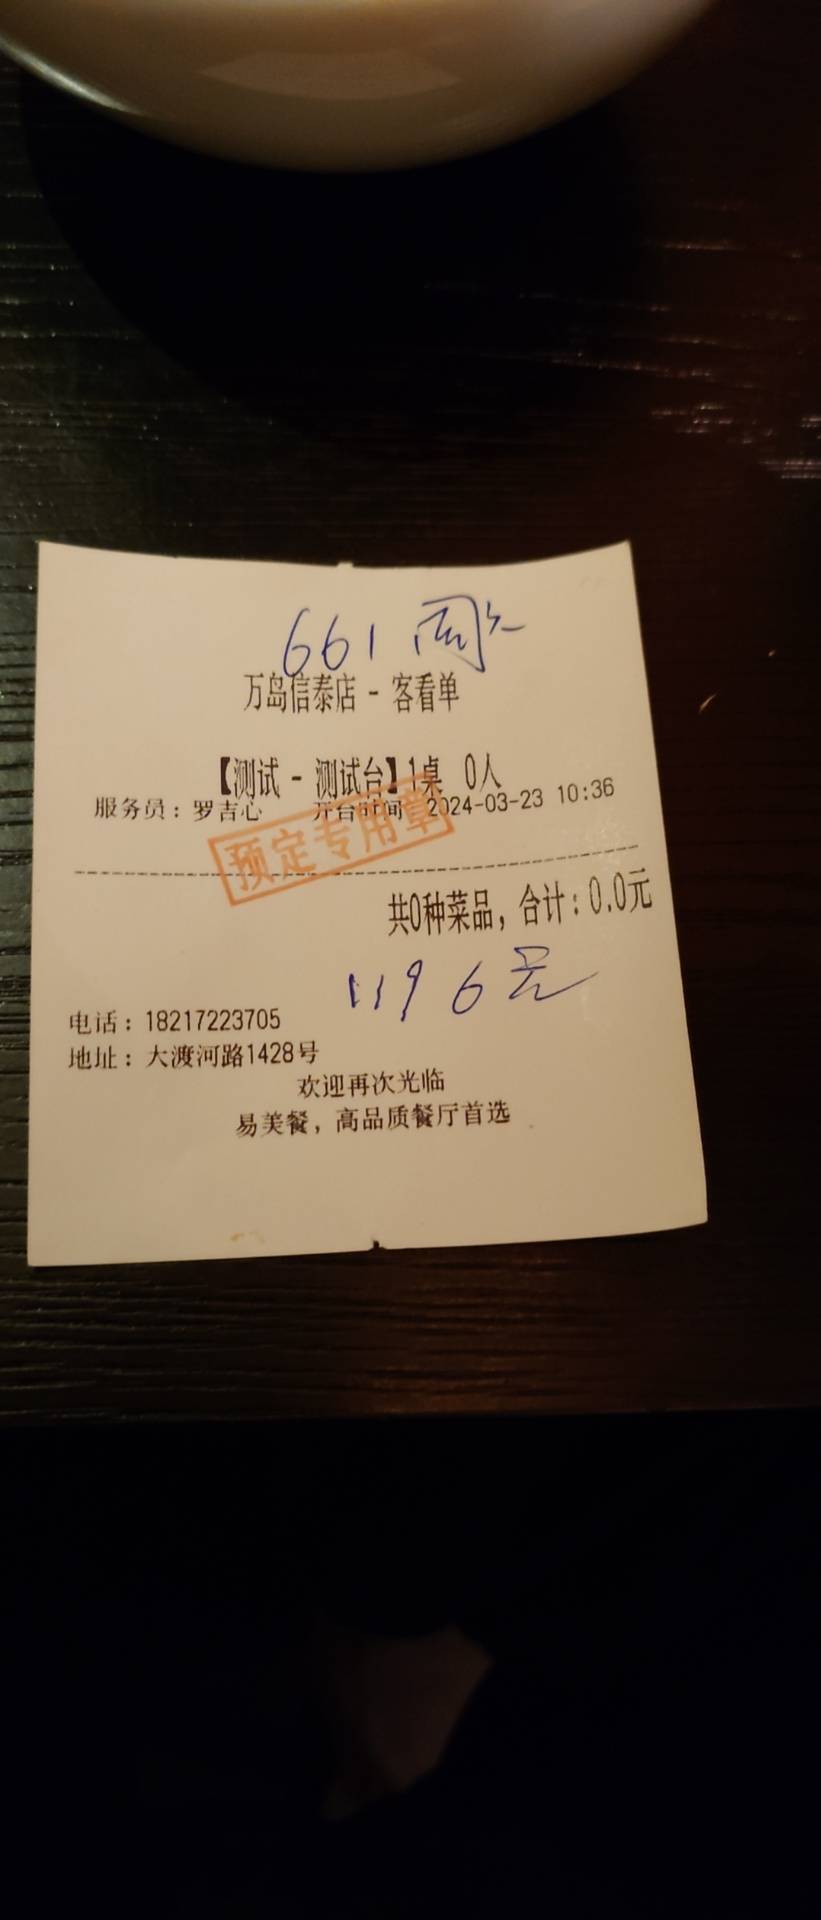 661 周
万岛信泰店 - 客看单
【测试 - 测试台】1桌 0人
服务员：罗吉心 开台时间 2024-03-23 10:36
预定专用章
共0种菜品，合计：0.0元
1196元
电话：18217223705
地址：大渡河路1428号
欢迎再次光临
易美餐，高品质餐厅首选